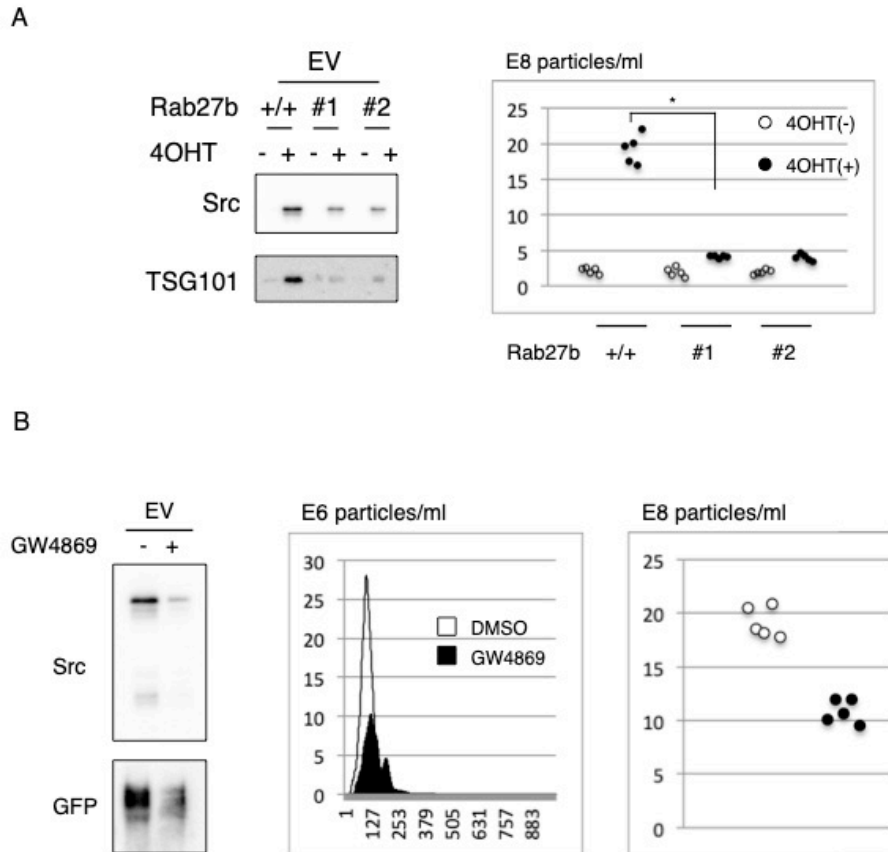 A
EV
Rab27b +/+ #1 #2
4OHT - + - + - +
Src
TSG101
E8 particles/ml
25
20
15
10
5
0
*
4OHT(-)
4OHT(+)
Rab27b +/+ #1 #2
B
EV
GW4869 - +
Src
GFP
E6 particles/ml
30
25
20
15
10
5
0
DMSO
GW4869
1 127 253 379 505 631 757 883
E8 particles/ml
25
20
15
10
5
0